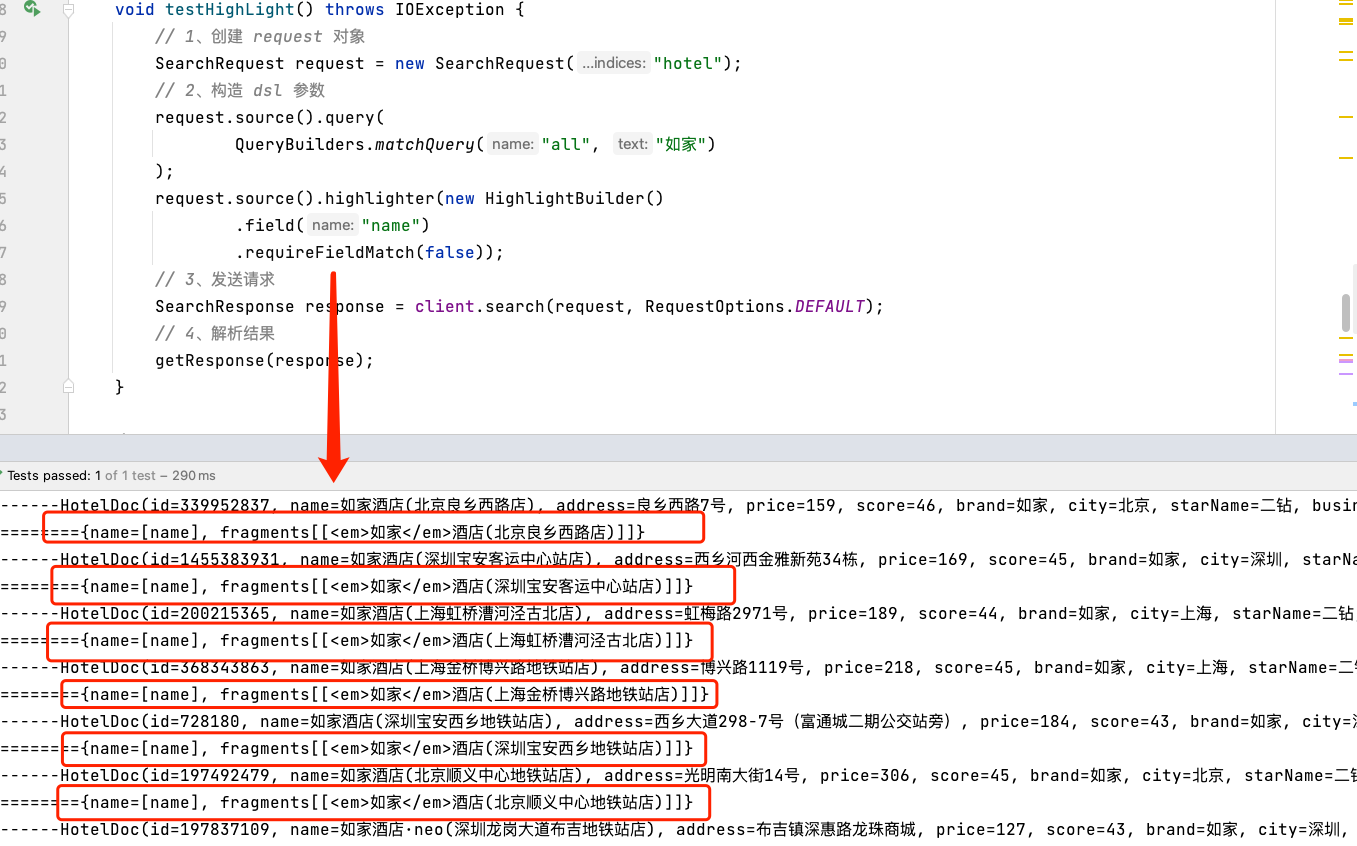 8 void testHighLight() throws IOException {
9 // 1、创建 request 对象
0 SearchRequest request = new SearchRequest( ...indices: "hotel");
1 // 2、构造 dsl 参数
2 request.source().query(
3 QueryBuilders.matchQuery( name: "all", text: "如家")
4 );
5 request.source().highlighter(new HighlightBuilder()
6 .field( name: "name")
7 .requireFieldMatch(false));
8 // 3、发送请求
9 SearchResponse response = client.search(request, RequestOptions.DEFAULT);
0 // 4、解析结果
1 getResponse(response);
2 }
3
Tests passed: 1 of 1 test – 290 ms
------HotelDoc(id=339952837, name=如家酒店(北京良乡西路店), address=良乡西路7号, price=159, score=46, brand=如家, city=北京, starName=二钻, busin
========{name=[name], fragments[[<em>如家</em>酒店(北京良乡西路店)]]}
------HotelDoc(id=1455383931, name=如家酒店(深圳宝安客运中心站店), address=西乡河西金雅新苑34栋, price=169, score=45, brand=如家, city=深圳, starNa
========{name=[name], fragments[[<em>如家</em>酒店(深圳宝安客运中心站店)]]}
------HotelDoc(id=200215365, name=如家酒店(上海虹桥漕河泾古北店), address=虹梅路2971号, price=189, score=44, brand=如家, city=上海, starName=二钻
========{name=[name], fragments[[<em>如家</em>酒店(上海虹桥漕河泾古北店)]]}
------HotelDoc(id=368343863, name=如家酒店(上海金桥博兴路地铁站店), address=博兴路1119号, price=218, score=45, brand=如家, city=上海, starName=二钻
========{name=[name], fragments[[<em>如家</em>酒店(上海金桥博兴路地铁站店)]]}
------HotelDoc(id=728180, name=如家酒店(深圳宝安西乡地铁站店), address=西乡大道298-7号（富通城二期公交站旁）, price=184, score=43, brand=如家, city=深
========{name=[name], fragments[[<em>如家</em>酒店(深圳宝安西乡地铁站店)]]}
------HotelDoc(id=197492479, name=如家酒店(北京顺义中心地铁站店), address=光明南大街14号, price=306, score=45, brand=如家, city=北京, starName=二钻
========{name=[name], fragments[[<em>如家</em>酒店(北京顺义中心地铁站店)]]}
------HotelDoc(id=197837109, name=如家酒店·neo(深圳龙岗大道布吉地铁站店), address=布吉镇深惠路龙珠商城, price=127, score=43, brand=如家, city=深圳,